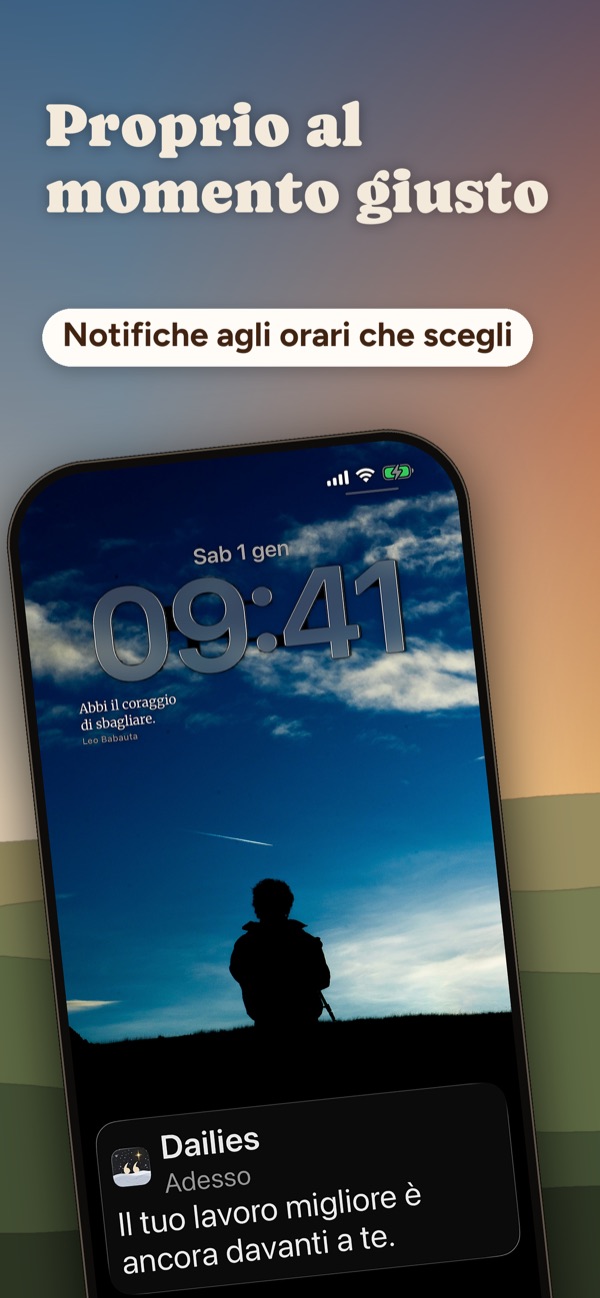 Proprio al
momento giusto
Notifiche agli orari che scegli
Sab 1 gen
09:41
Abbi il coraggio
di sbagliare.
Leo Babauta
Dailies
Adesso
Il tuo lavoro migliore è
ancora davanti a te.